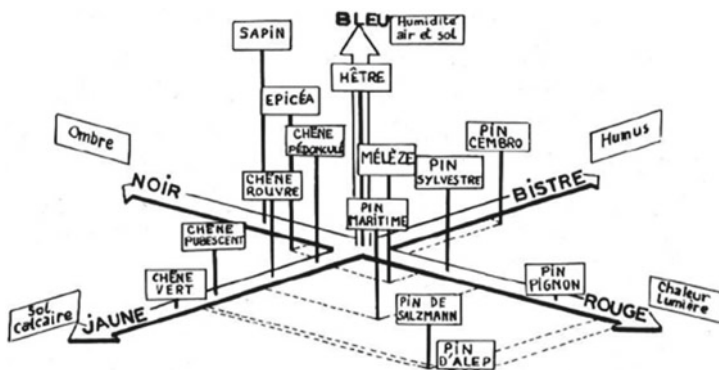 BLEU
Humidité
air et sol
SAPIN
HÊTRE
EPICÉA
CHÊNE
PÉDONCULÉ
PIN
CEMBRO
Ombre
Humus
MÉLÈZE
PIN
SYLVESTRE
NOIR
CHÊNE
ROUVRE
BISTRE
PIN
MARITIME
CHÊNE
PUBESCENT
CHÊNE
VERT
PIN
PIGNON
Sol
calcaire
JAUNE
PIN DE
SALZMANN
ROUGE
Chaleur
Lumière
PIN
D'ALEP